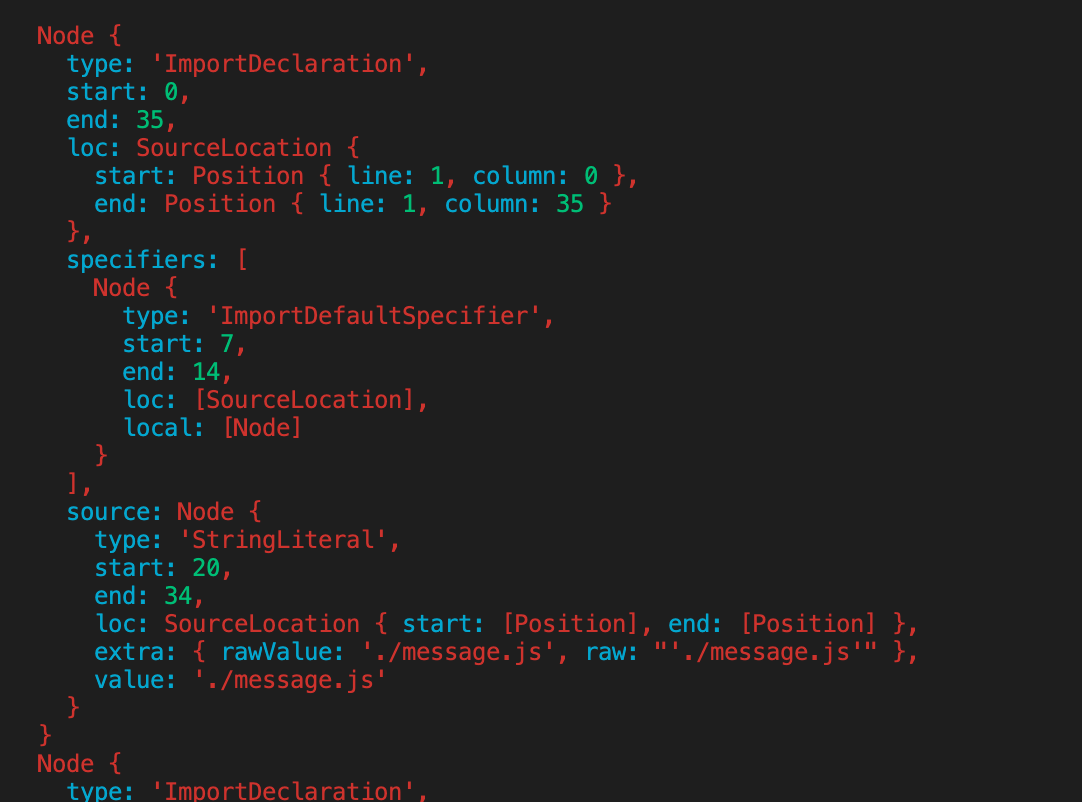 Node {
  type: 'ImportDeclaration',
  start: 0,
  end: 35,
  loc: SourceLocation {
    start: Position { line: 1, column: 0 },
    end: Position { line: 1, column: 35 }
  },
  specifiers: [
    Node {
      type: 'ImportDefaultSpecifier',
      start: 7,
      end: 14,
      loc: [SourceLocation],
      local: [Node]
    }
  ],
  source: Node {
    type: 'StringLiteral',
    start: 20,
    end: 34,
    loc: SourceLocation { start: [Position], end: [Position] },
    extra: { rawValue: './message.js', raw: "'./message.js'" },
    value: './message.js'
  }
}
Node {
  type: 'ImportDeclaration',